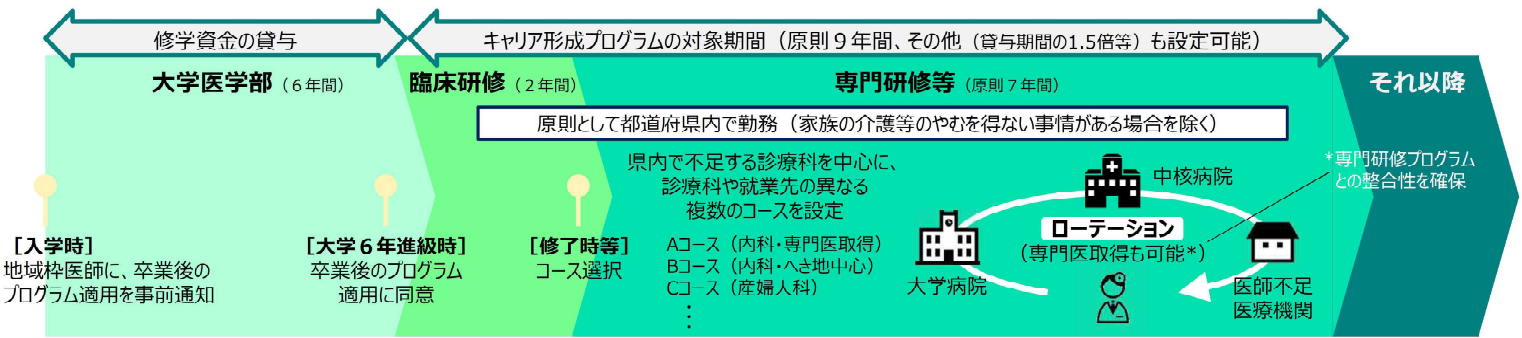 修学資金の貸与
キャリア形成プログラムの対象期間（原則９年間、その他（貸与期間の1.5倍等）も設定可能）
大学医学部（６年間）
臨床研修（２年間）
専門研修等（原則７年間）
それ以降
原則として都道府県内で勤務（家族の介護等のやむを得ない事情がある場合を除く）
県内で不足する診療科を中心に、
診療科や就業先の異なる
複数のコースを設定
Aコース（内科・専門医取得）
Bコース（内科・へき地中心）
Cコース（産婦人科）
⋮
中核病院
ローテーション
（専門医取得も可能*）
大学病院
医師不足
医療機関
*専門研修プログラム
との整合性を確保
［入学時］
地域枠医師に、卒業後の
プログラム適用を事前通知
［大学６年進級時］
卒業後のプログラム
適用に同意
［修了時等］
コース選択